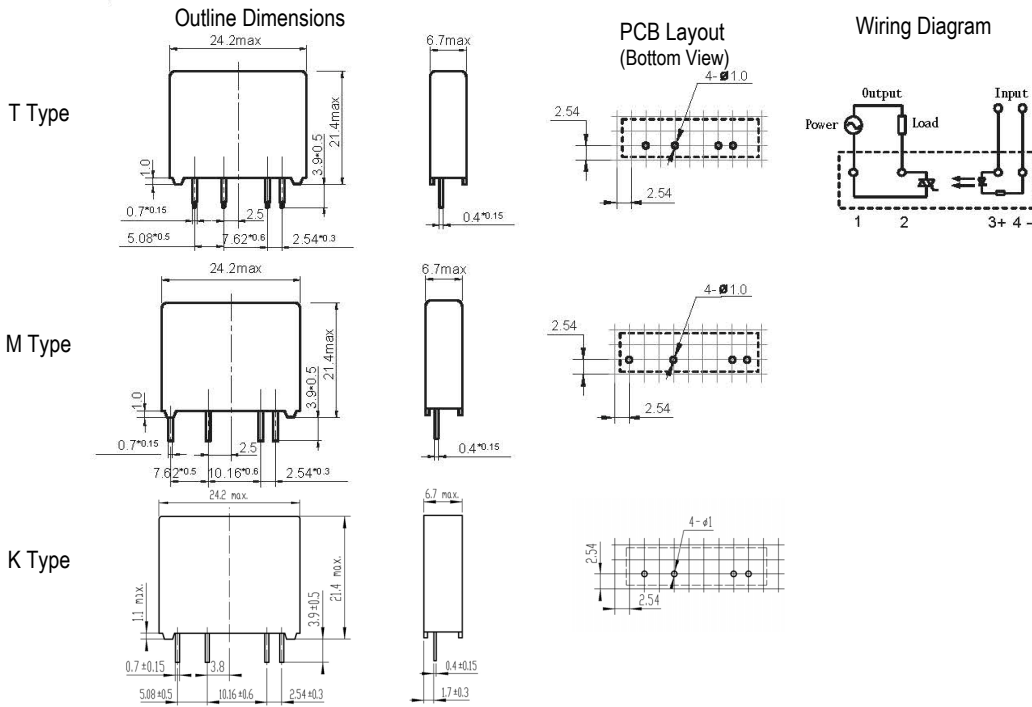 Outline Dimensions
PCB Layout
(Bottom View)
Wiring Diagram
T Type
24.2max
6.7max
21.4max
3.9*0.5
1.0
0.7*0.15
2.5
5.08*0.5
7.62*0.6
2.54*0.3
0.4*0.15
4-Ø1.0
2.54
2.54
Output
Input
Power
Load
1 2 3+ 4 -
M Type
24.2max
6.7max
21.4max
3.9*0.5
1.0
0.7*0.15
2.5
7.62*0.5
10.16*0.6
2.54*0.3
0.4*0.15
4-Ø1.0
2.54
2.54
K Type
24.2 max.
6.7 max.
21.4 max.
3.9±0.5
1.1 max.
0.7±0.15
3.8
5.08±0.5
10.16±0.6
2.54±0.3
0.4±0.15
1.7±0.3
4-ø1
2.54
2.54